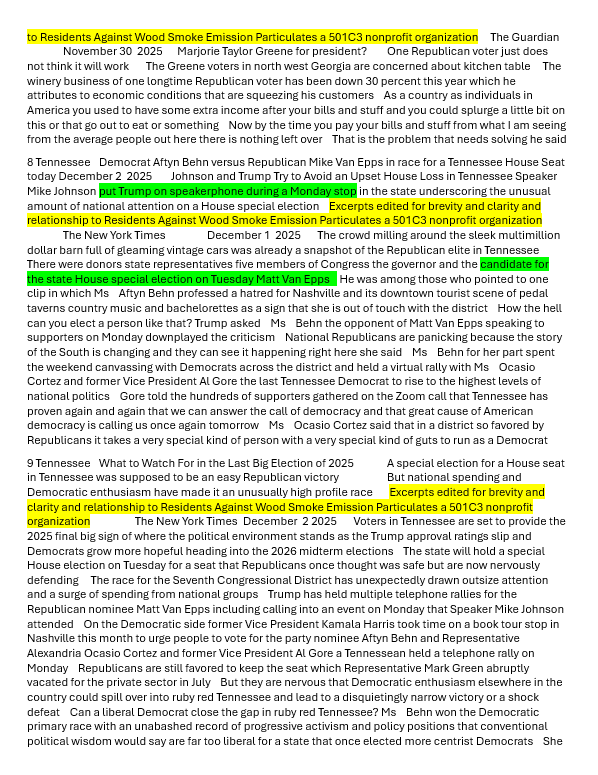 to Residents Against Wood Smoke Emission Particulates a 501C3 nonprofit organization The Guardian
November 30 2025 Marjorie Taylor Greene for president? One Republican voter just does
not think it will work The Greene voters in north west Georgia are concerned about kitchen table The
winery business of one longtime Republican voter has been down 30 percent this year which he
attributes to economic conditions that are squeezing his customers As a country as individuals in
America you used to have some extra income after your bills and stuff and you could splurge a little bit on
this or that go out to eat or something Now by the time you pay your bills and stuff from what I am seeing
from the average people out here there is nothing left over That is the problem that needs solving he said
8 Tennessee Democrat Aftyn Behn versus Republican Mike Van Epps in race for a Tennessee House Seat
today December 2 2025 Johnson and Trump Try to Avoid an Upset House Loss in Tennessee Speaker
Mike Johnson put Trump on speakerphone during a Monday stop in the state underscoring the unusual
amount of national attention on a House special election Excerpts edited for brevity and clarity and
relationship to Residents Against Wood Smoke Emission Particulates a 501C3 nonprofit organization
The New York Times December 1 2025 The crowd milling around the sleek multimillion
dollar barn full of gleaming vintage cars was already a snapshot of the Republican elite in Tennessee
There were donors state representatives five members of Congress the governor and the candidate for
the state House special election on Tuesday Matt Van Epps He was among those who pointed to one
clip in which Ms Aftyn Behn professed a hatred for Nashville and its downtown tourist scene of pedal
taverns country music and bachelorettes as a sign that she is out of touch with the district How the hell
can you elect a person like that? Trump asked Ms Behn the opponent of Matt Van Epps speaking to
supporters on Monday downplayed the criticism National Republicans are panicking because the story
of the South is changing and they can see it happening right here she said Ms Behn for her part spent
the weekend canvassing with Democrats across the district and held a virtual rally with Ms Ocasio
Cortez and former Vice President Al Gore the last Tennessee Democrat to rise to the highest levels of
national politics Gore told the hundreds of supporters gathered on the Zoom call that Tennessee has
proven again and again that we can answer the call of democracy and that great cause of American
democracy is calling us once again tomorrow Ms Ocasio Cortez said that in a district so favored by
Republicans it takes a very special kind of person with a very special kind of guts to run as a Democrat
9 Tennessee What to Watch For in the Last Big Election of 2025 A special election for a House seat
in Tennessee was supposed to be an easy Republican victory But national spending and
Democratic enthusiasm have made it an unusually high profile race Excerpts edited for brevity and
clarity and relationship to Residents Against Wood Smoke Emission Particulates a 501C3 nonprofit
organization The New York Times December 2 2025 Voters in Tennessee are set to provide the
2025 final big sign of where the political environment stands as the Trump approval ratings slip and
Democrats grow more hopeful heading into the 2026 midterm elections The state will hold a special
House election on Tuesday for a seat that Republicans once thought was safe but are now nervously
defending The race for the Seventh Congressional District has unexpectedly drawn outsize attention
and a surge of spending from national groups Trump has held multiple telephone rallies for the
Republican nominee Matt Van Epps including calling into an event on Monday that Speaker Mike Johnson
attended On the Democratic side former Vice President Kamala Harris took time on a book tour stop in
Nashville this month to urge people to vote for the party nominee Aftyn Behn and Representative
Alexandria Ocasio Cortez and former Vice President Al Gore a Tennessean held a telephone rally on
Monday Republicans are still favored to keep the seat which Representative Mark Green abruptly
vacated for the private sector in July But they are nervous that Democratic enthusiasm elsewhere in the
country could spill over into ruby red Tennessee and lead to a disquietingly narrow victory or a shock
defeat Can a liberal Democrat close the gap in ruby red Tennessee? Ms Behn won the Democratic
primary race with an unabashed record of progressive activism and policy positions that conventional
political wisdom would say are far too liberal for a state that once elected more centrist Democrats She